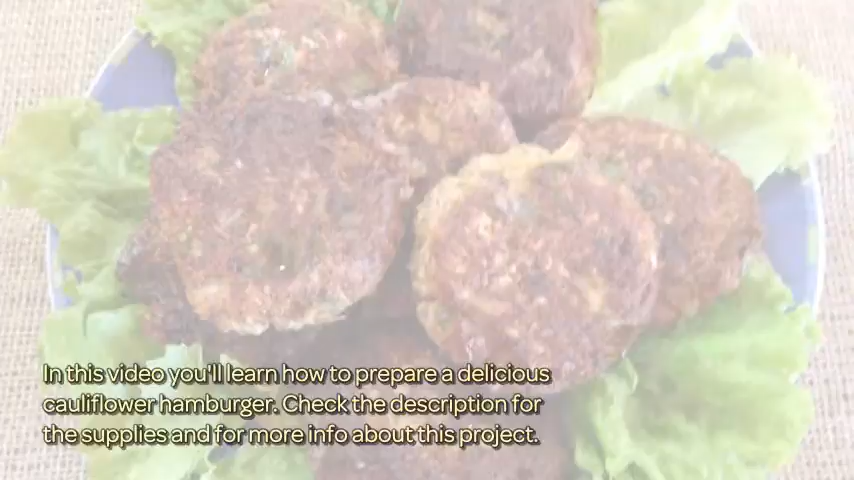 In this video you'll learn how to prepare a delicious
cauliflower hamburger. Check the description for
the supplies and for more info about this project.